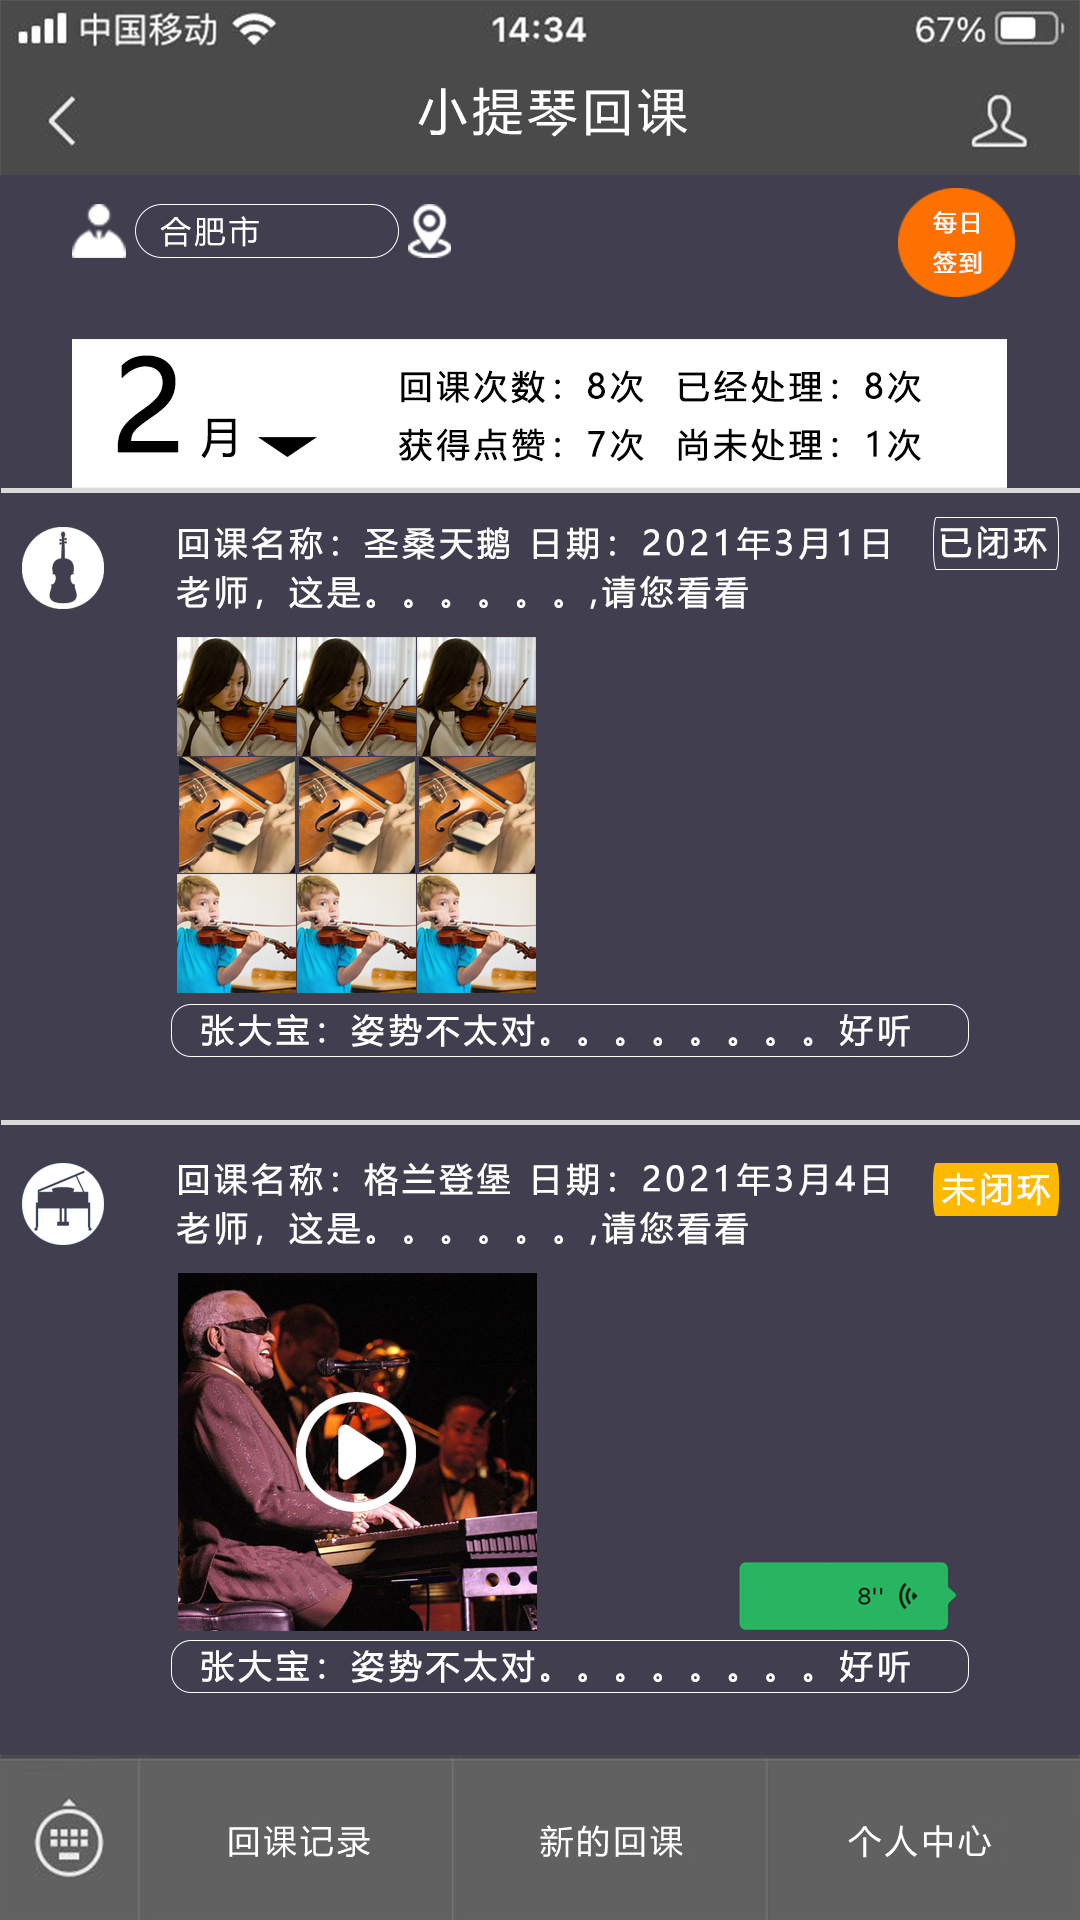 中国移动 14:34 67%
小提琴回课
合肥市
每日
签到
2月
回课次数：8次 已经处理：8次
获得点赞：7次 尚未处理：1次
回课名称：圣桑天鹅 日期：2021年3月1日
已闭环
老师，这是。。。。。。,请您看看
张大宝：姿势不太对。。。。。。。。好听
回课名称：格兰登堡 日期：2021年3月4日
未闭环
老师，这是。。。。。。,请您看看
8''
张大宝：姿势不太对。。。。。。。。好听
回课记录 新的回课 个人中心